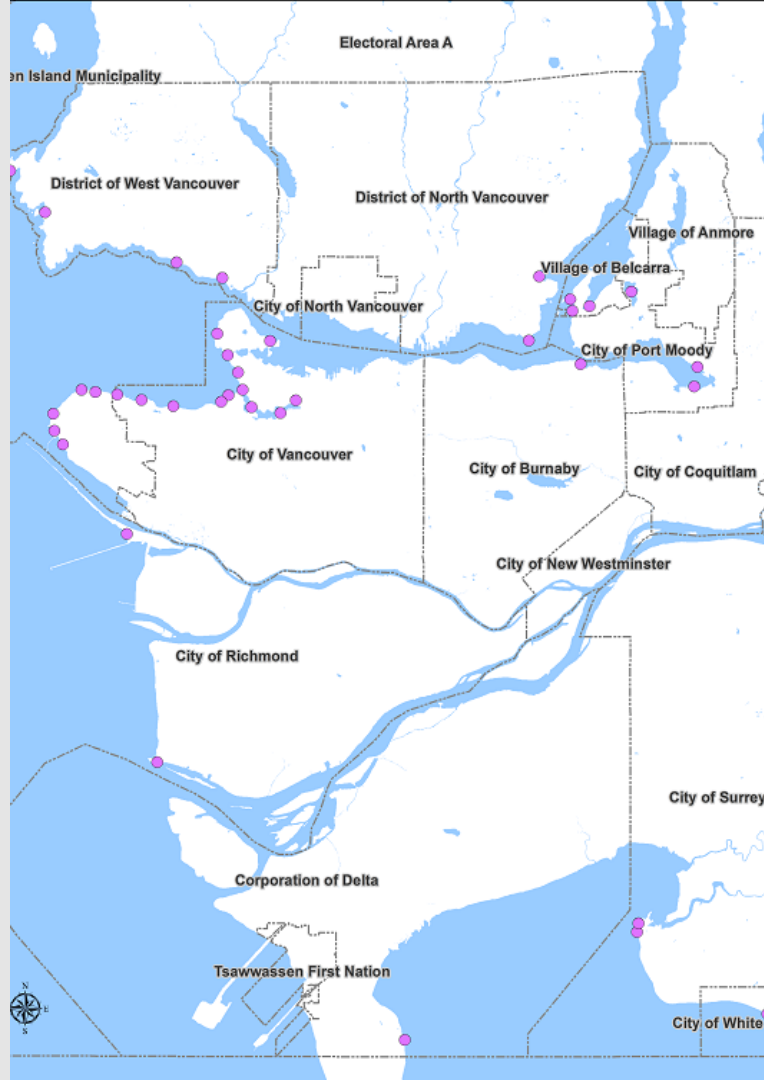 Electoral Area A
en Island Municipality
District of West Vancouver
District of North Vancouver
Village of Anmore
Village of Belcarra
City of North Vancouver
City of Port Moody
City of Vancouver
City of Burnaby
City of Coquitlam
City of New Westminster
City of Richmond
City of Surrey
Corporation of Delta
Tsawwassen First Nation
N
E
S
City of White